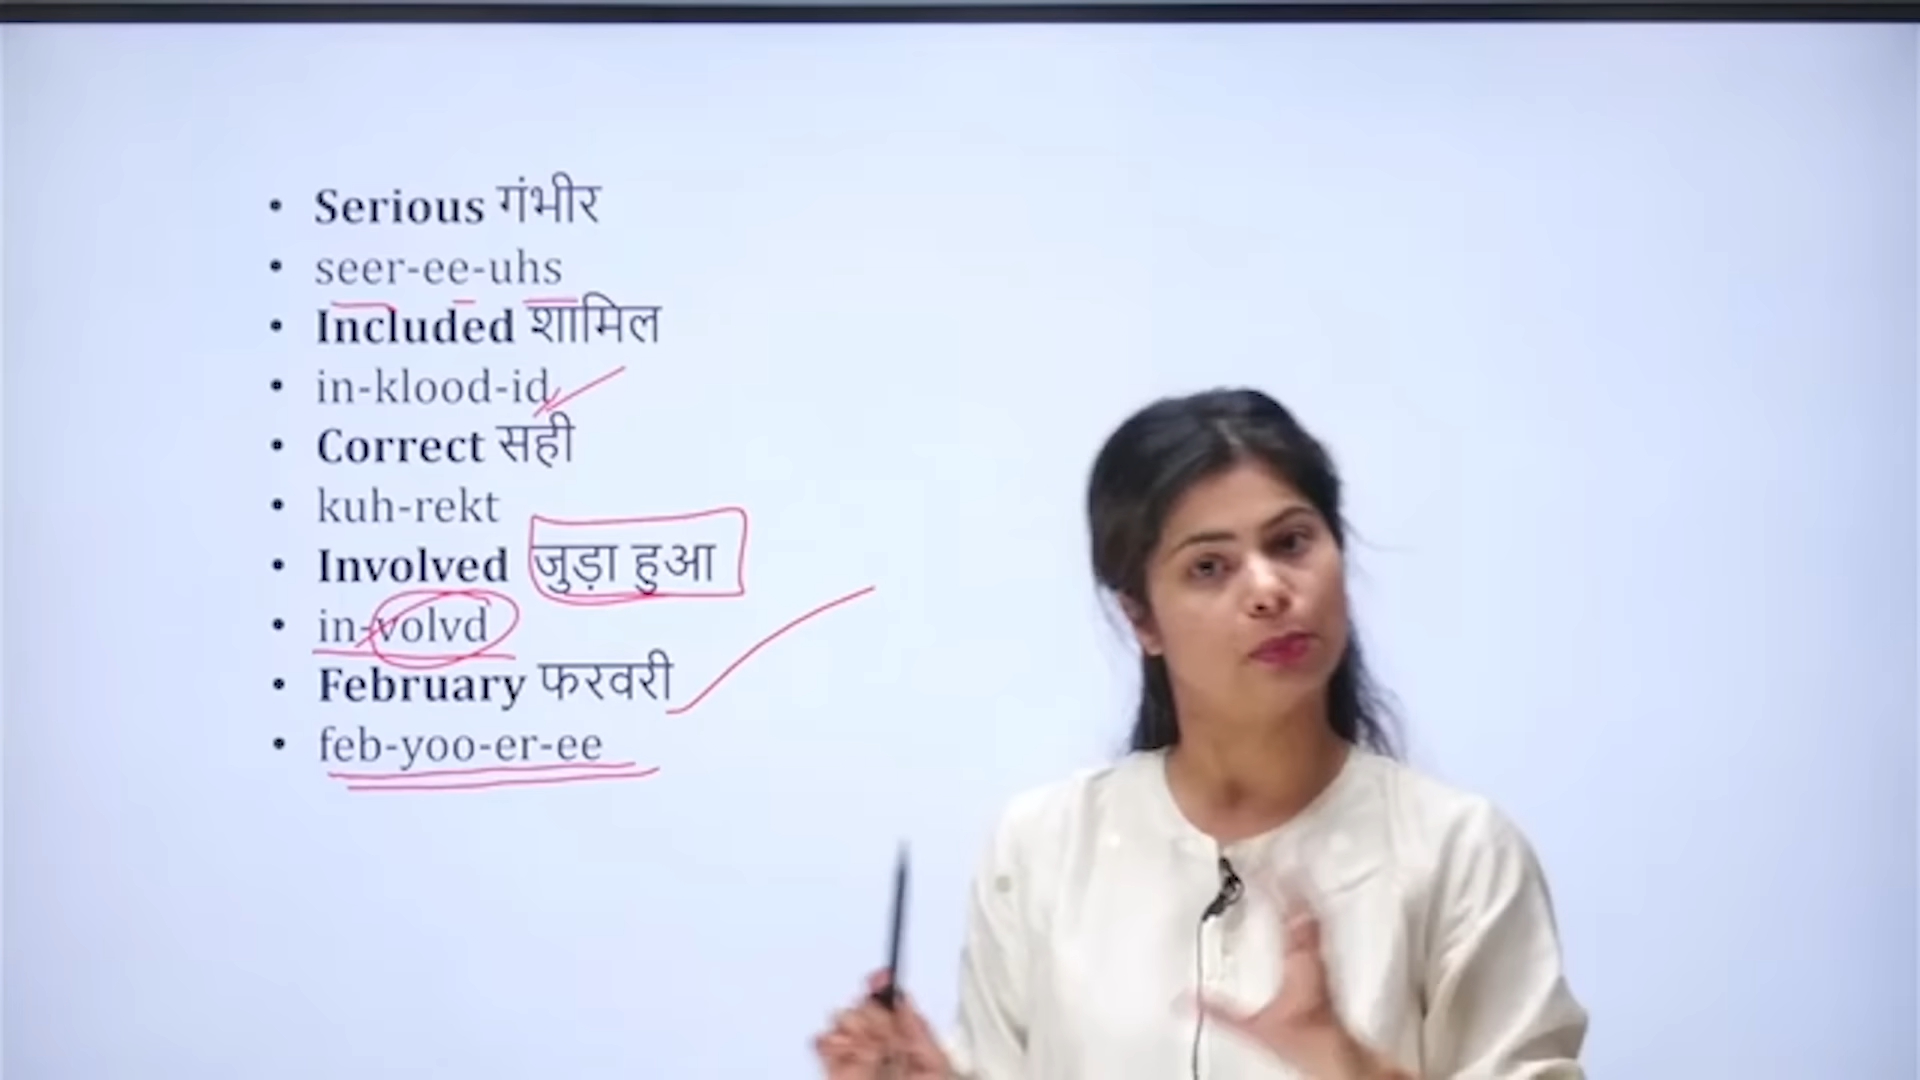 • Serious गंभीर
• seer-ee-uhs
• Included शामिल
• in-klood-id
• Correct सही
• kuh-rekt
• Involved जुड़ा हुआ
• in-volvd
• February फरवरी
• feb-yoo-er-ee